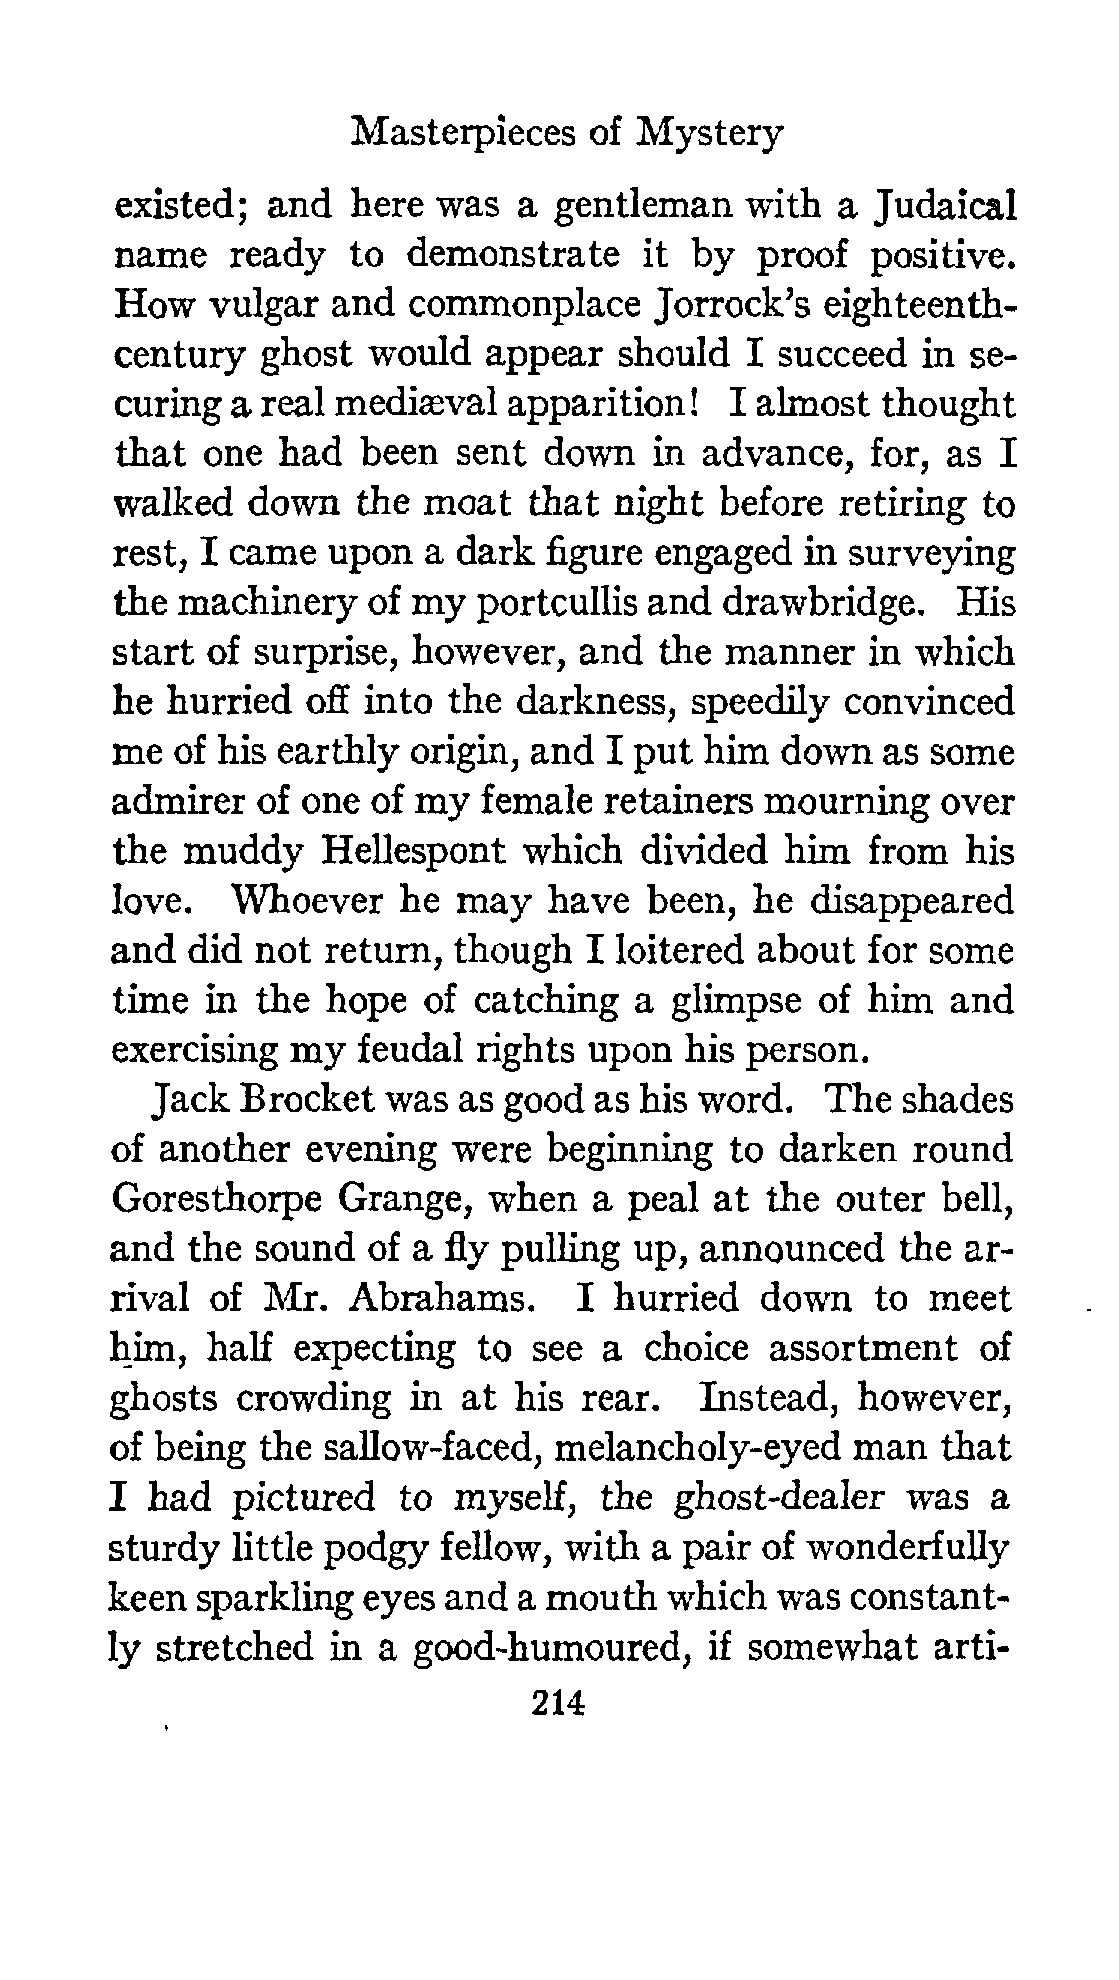 Masterpieces of Mystery
existed; and here was a gentleman with a Judaical
name ready to demonstrate it by proof positive.
How vulgar and commonplace Jorrock's eighteenth-
century ghost would appear should I succeed in se-
curing a real mediæval apparition! I almost thought
that one had been sent down in advance, for, as I
walked down the moat that night before retiring to
rest, I came upon a dark figure engaged in surveying
the machinery of my portcullis and drawbridge. His
start of surprise, however, and the manner in which
he hurried off into the darkness, speedily convinced
me of his earthly origin, and I put him down as some
admirer of one of my female retainers mourning over
the muddy Hellespont which divided him from his
love. Whoever he may have been, he disappeared
and did not return, though I loitered about for some
time in the hope of catching a glimpse of him and
exercising my feudal rights upon his person.
Jack Brocket was as good as his word. The shades
of another evening were beginning to darken round
Goresthorpe Grange, when a peal at the outer bell,
and the sound of a fly pulling up, announced the ar-
rival of Mr. Abrahams. I hurried down to meet
him, half expecting to see a choice assortment of
ghosts crowding in at his rear. Instead, however,
of being the sallow-faced, melancholy-eyed man that
I had pictured to myself, the ghost-dealer was a
sturdy little podgy fellow, with a pair of wonderfully
keen sparkling eyes and a mouth which was constant-
ly stretched in a good-humoured, if somewhat arti-
214